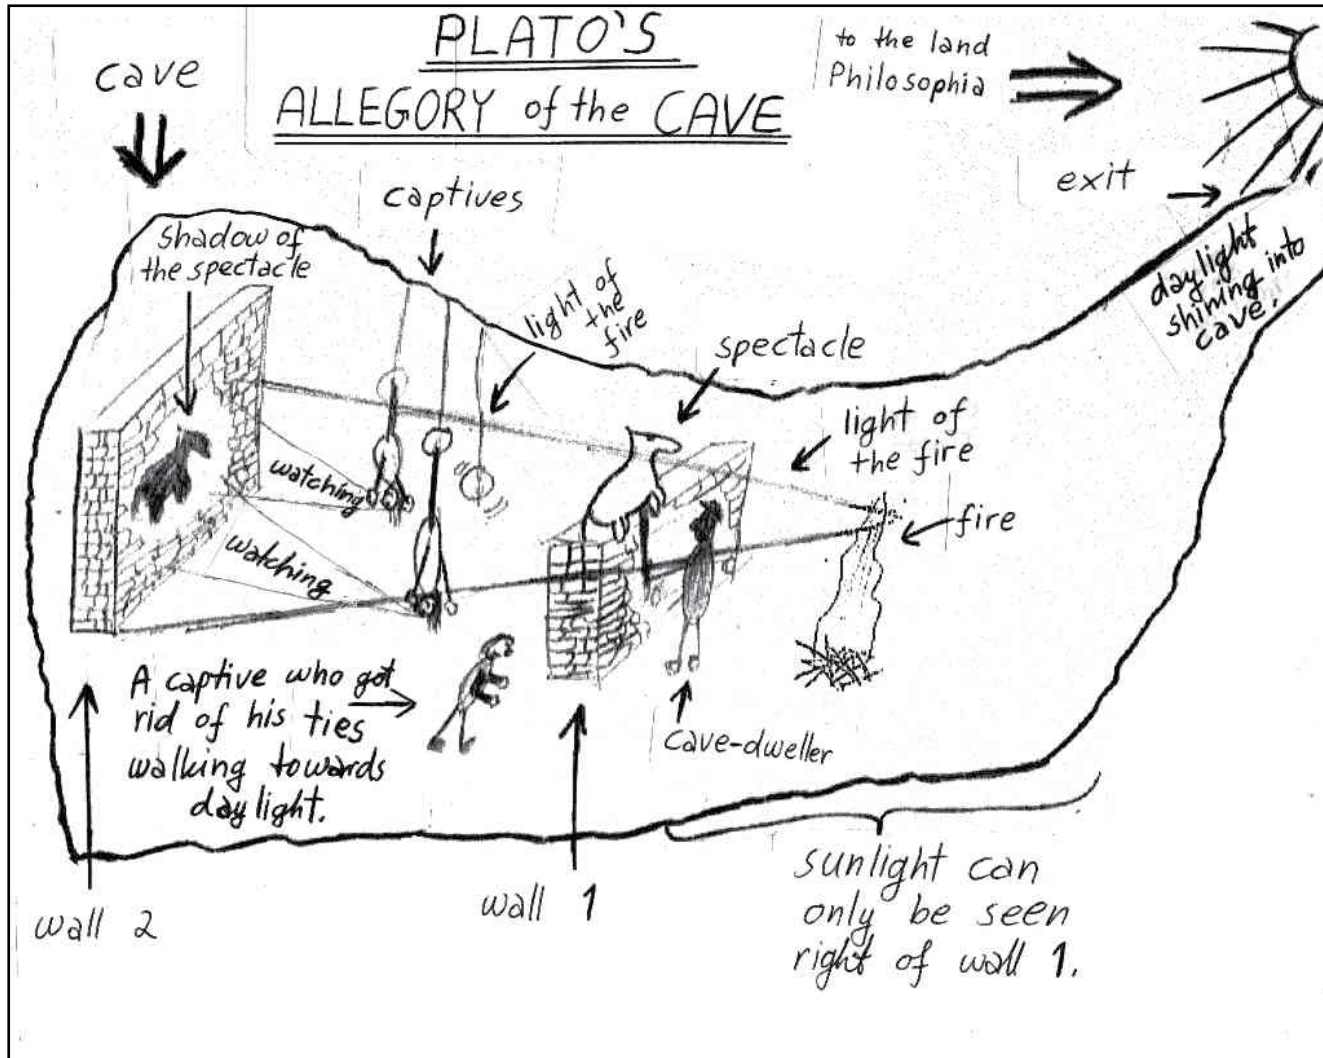 PLATO'S
ALLEGORY of the CAVE
to the land
Philosophia
cave
exit
captives
daylight
shining into
cave.
Shadow of
the spectacle
light of
the
fire
spectacle
light of
the fire
fire
watching
watching
A captive who got
rid of his ties
walking towards
daylight.
cave-dweller
wall 2
wall 1
sunlight can
only be seen
right of wall 1.